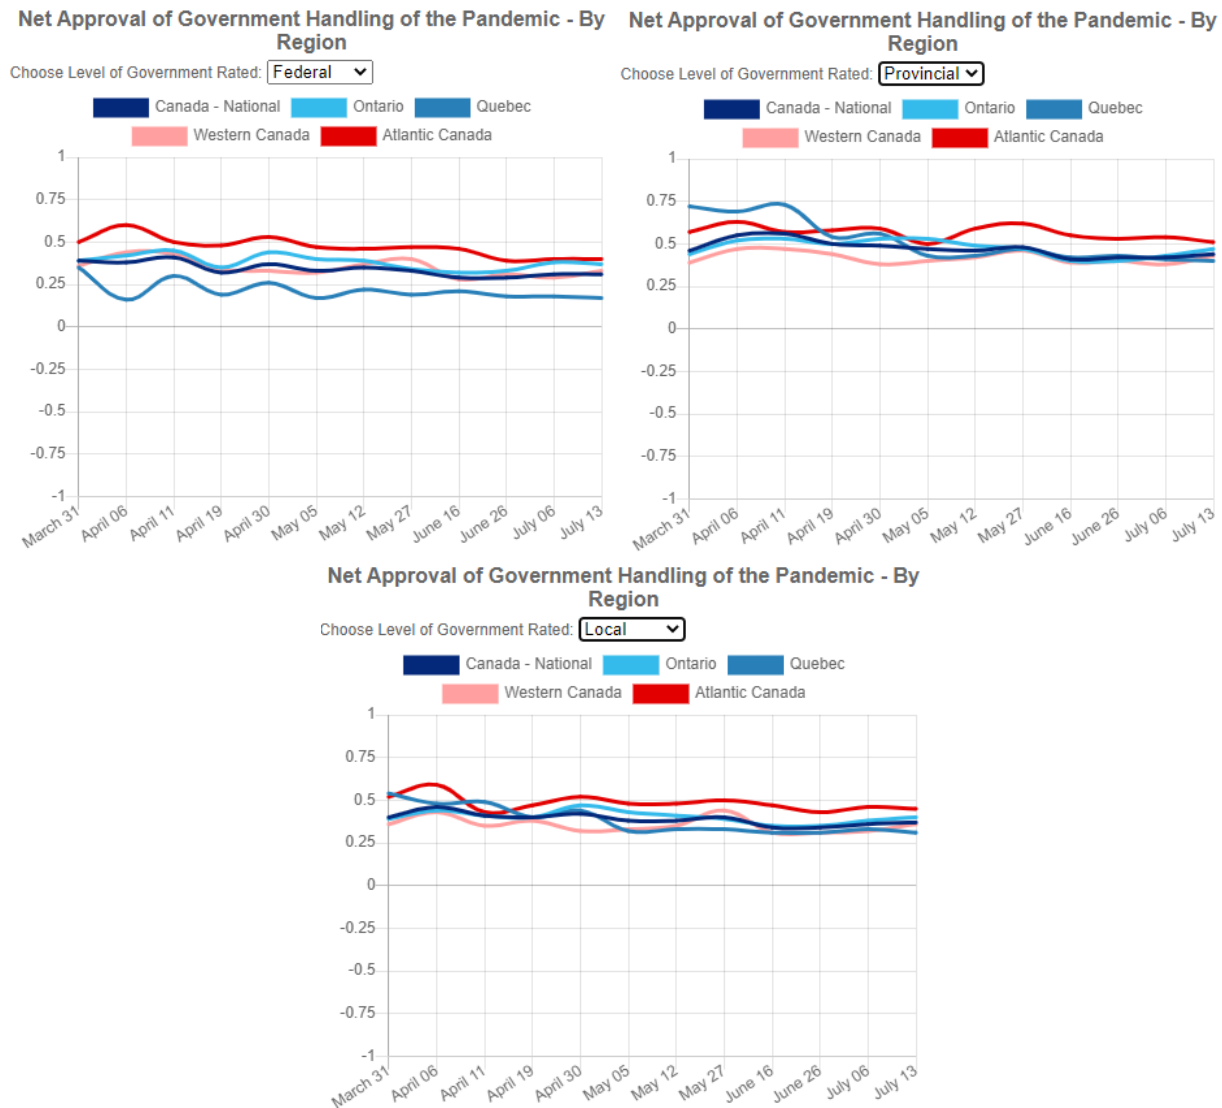 Net Approval of Government Handling of the Pandemic - By
Region
Choose Level of Government Rated: Federal
Canada - National Ontario Quebec
Western Canada Atlantic Canada
1
0.75
0.5
0.25
0
-0.25
-0.5
-0.75
-1
March 31 April 06 April 11 April 19 April 30 May 05 May 12 May 27 June 16 June 26 July 06 July 13
Net Approval of Government Handling of the Pandemic - By
Region
Choose Level of Government Rated: Provincial
Canada - National Ontario Quebec
Western Canada Atlantic Canada
1
0.75
0.5
0.25
0
-0.25
-0.5
-0.75
-1
March 31 April 06 April 11 April 19 April 30 May 05 May 12 May 27 June 16 June 26 July 06 July 13
Net Approval of Government Handling of the Pandemic - By
Region
Choose Level of Government Rated: Local
Canada - National Ontario Quebec
Western Canada Atlantic Canada
1
0.75
0.5
0.25
0
-0.25
-0.5
-0.75
-1
March 31 April 06 April 11 April 19 April 30 May 05 May 12 May 27 June 16 June 26 July 06 July 13